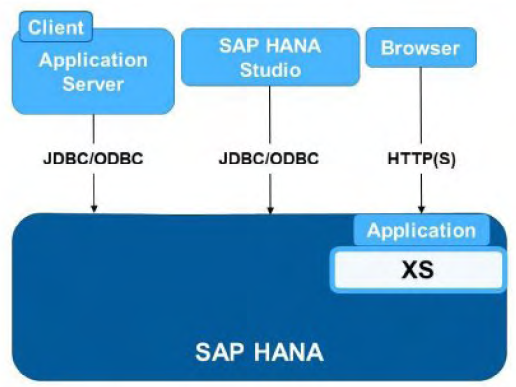 Client
Application
Server
SAP HANA
Studio
Browser
JDBC/ODBC
JDBC/ODBC
HTTP(S)
Application
XS
SAP HANA